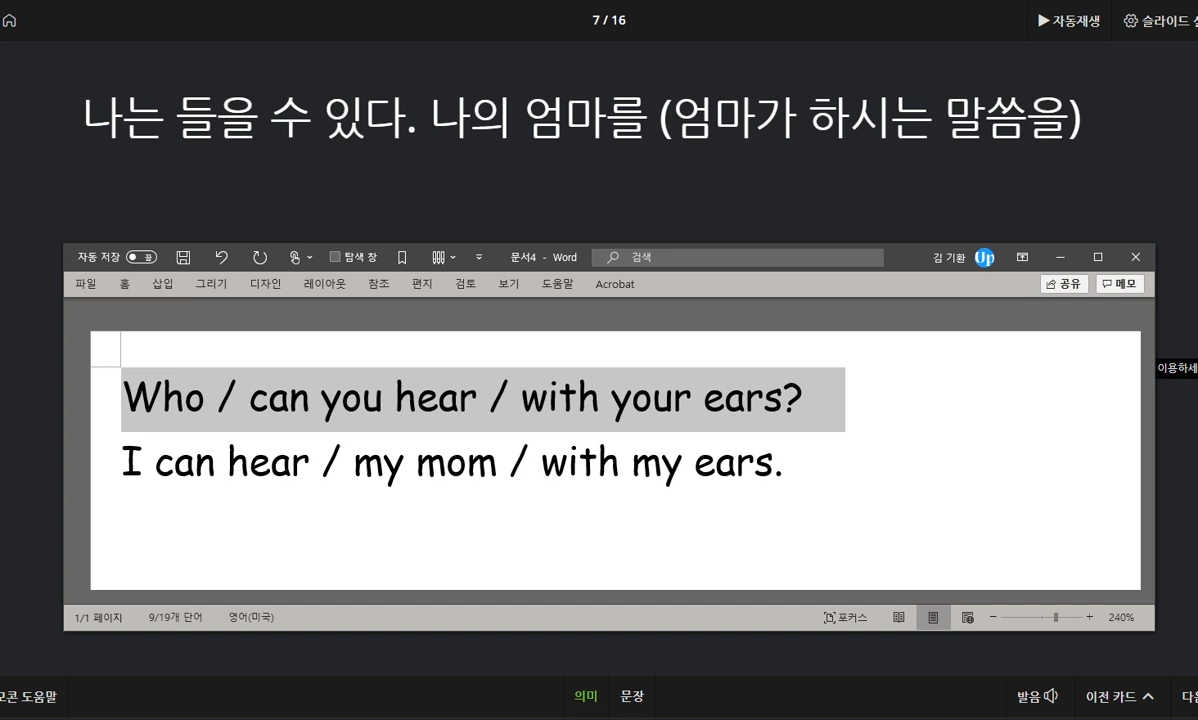 7 / 16
▶ 자동재생
슬라이드
나는 들을 수 있다. 나의 엄마를 (엄마가 하시는 말씀을)
자동 저장 끔 탐색 창 문서4 - Word 검색 김 기환 Up
파일 홈 삽입 그리기 디자인 레이아웃 참조 편지 검토 보기 도움말 Acrobat 공유 메모
Who / can you hear / with your ears?
I can hear / my mom / with my ears.
이용하세
1/1 페이지 9/19개 단어 영어(미국) 포커스 − + 240%
도움말 의미 문장 발음 이전 카드